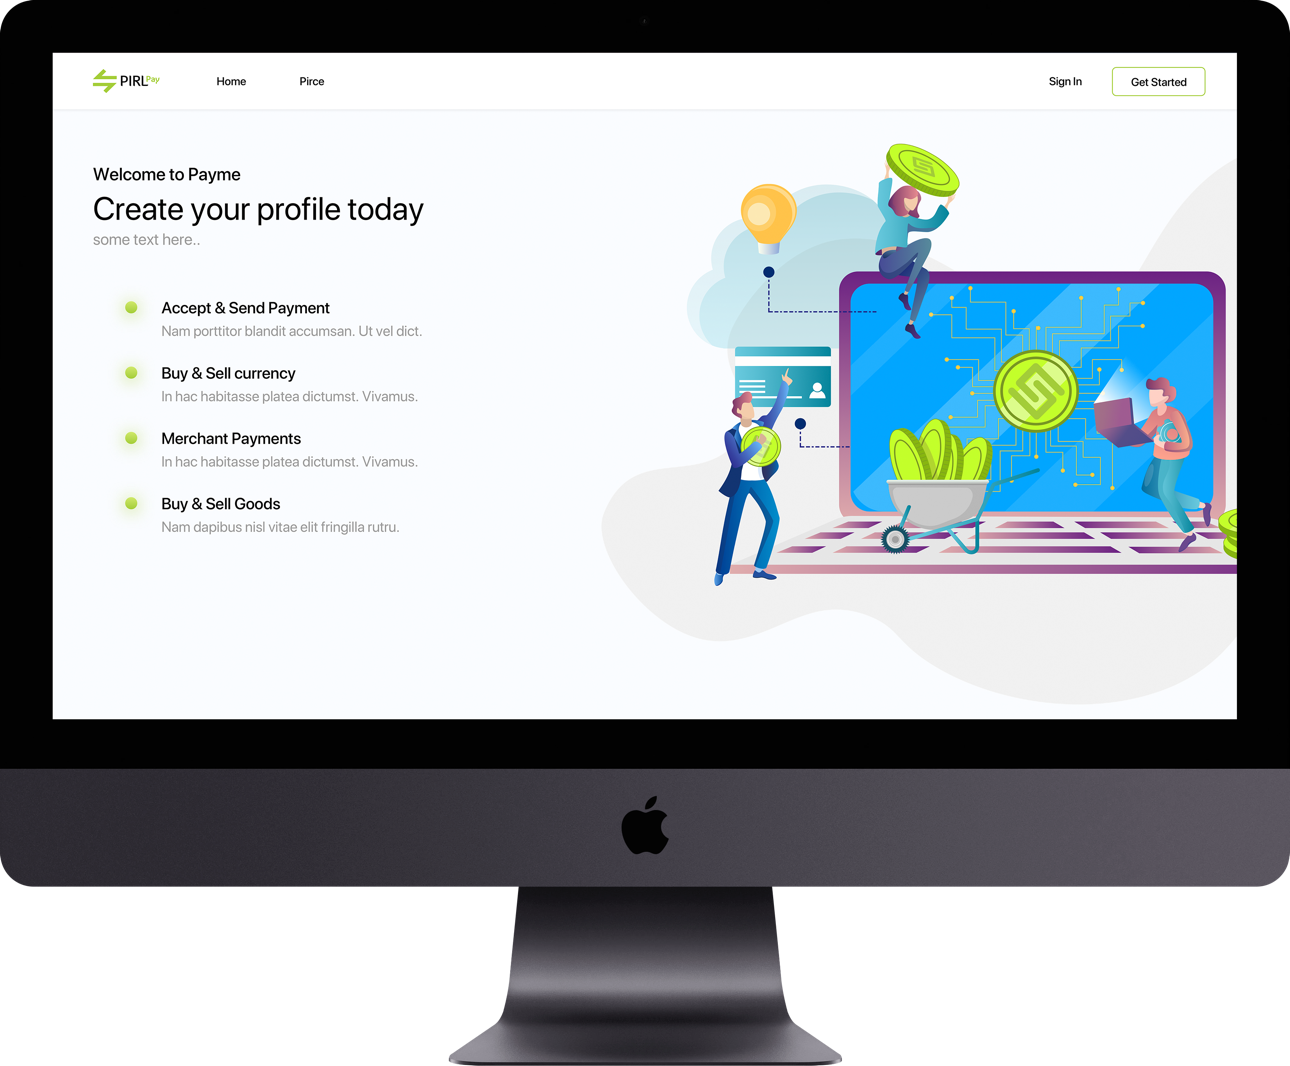 PIRL Pay
Home
Pirce
Sign In
Get Started
Welcome to Payme
Create your profile today
some text here..
Accept & Send Payment
Nam porttitor blandit accumsan. Ut vel dict.
Buy & Sell currency
In hac habitasse platea dictumst. Vivamus.
Merchant Payments
In hac habitasse platea dictumst. Vivamus.
Buy & Sell Goods
Nam dapibus nisl vitae elit fringilla rutru.